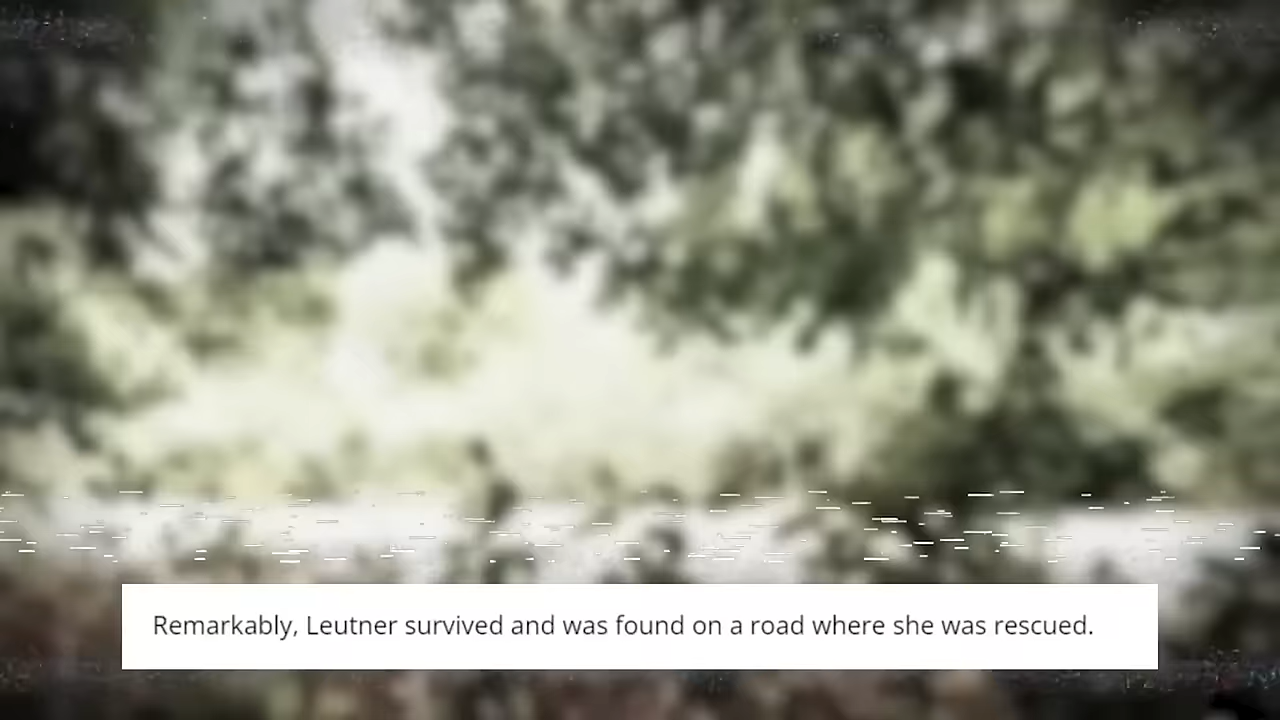 Remarkably, Leutner survived and was found on a road where she was rescued.